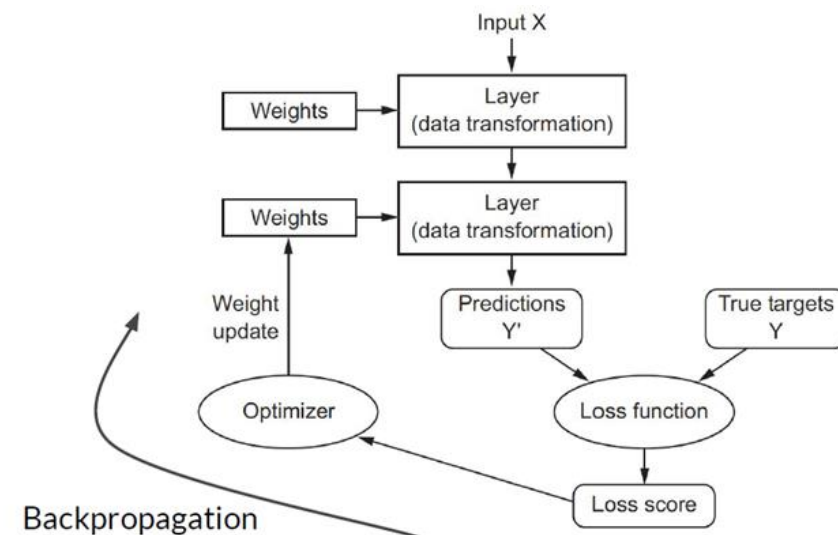 Input X
Weights
Layer
(data transformation)
Weights
Layer
(data transformation)
Weight
update
Predictions
Y'
True targets
Y
Optimizer
Loss function
Loss score
Backpropagation